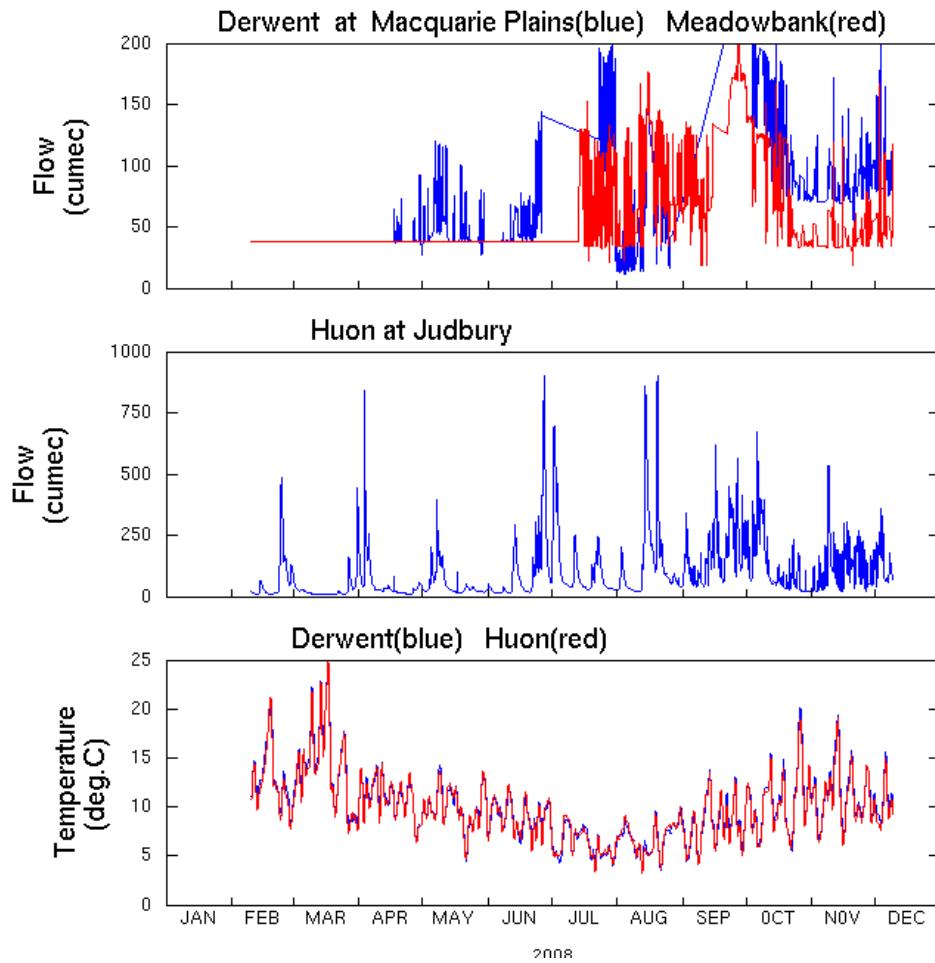 Derwent at Macquarie Plains(blue) Meadowbank(red)
200
150
100
50
0
Flow
(cumec)
Huon at Judbury
1000
750
500
250
0
Flow
(cumec)
Derwent(blue) Huon(red)
25
20
15
10
5
0
Temperature
(deg.C)
JAN FEB MAR APR MAY JUN JUL AUG SEP OCT NOV DEC
2008